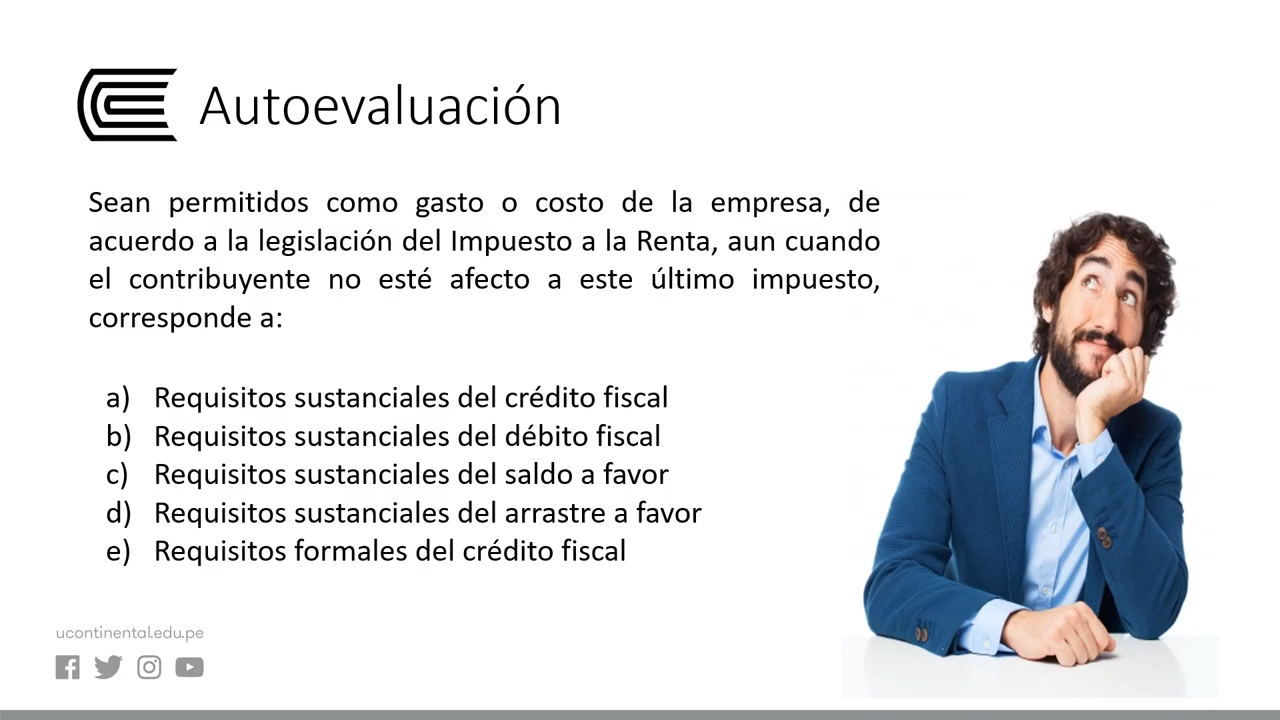 Autoevaluación
Sean permitidos como gasto o costo de la empresa, de
acuerdo a la legislación del Impuesto a la Renta, aun cuando
el contribuyente no esté afecto a este último impuesto,
corresponde a:
a) Requisitos sustanciales del crédito fiscal
b) Requisitos sustanciales del débito fiscal
c) Requisitos sustanciales del saldo a favor
d) Requisitos sustanciales del arrastre a favor
e) Requisitos formales del crédito fiscal
ucontinental.edu.pe